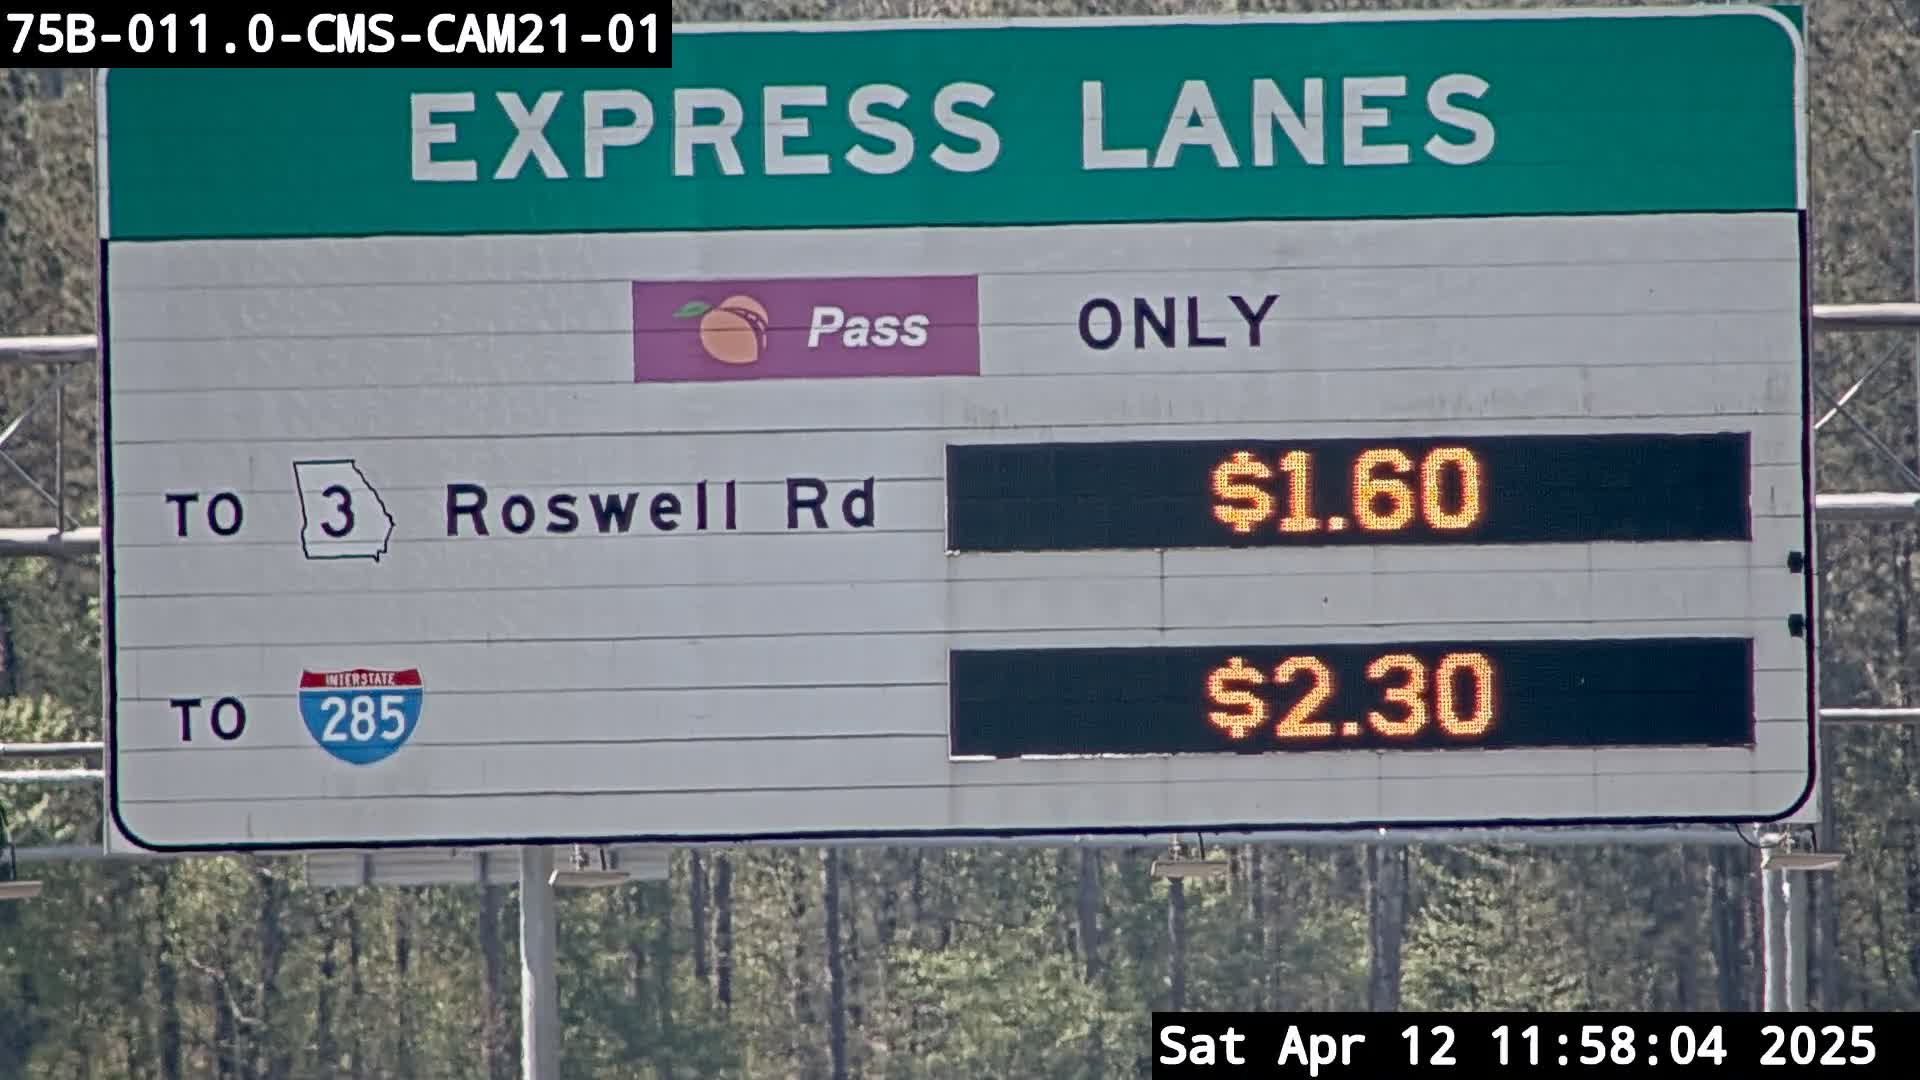 75B-011.0-CMS-CAM21-01
EXPRESS LANES
Pass ONLY
TO 3 Roswell Rd $1.60
INTERSTATE
TO 285 $2.30
Sat Apr 12 11:58:04 2025